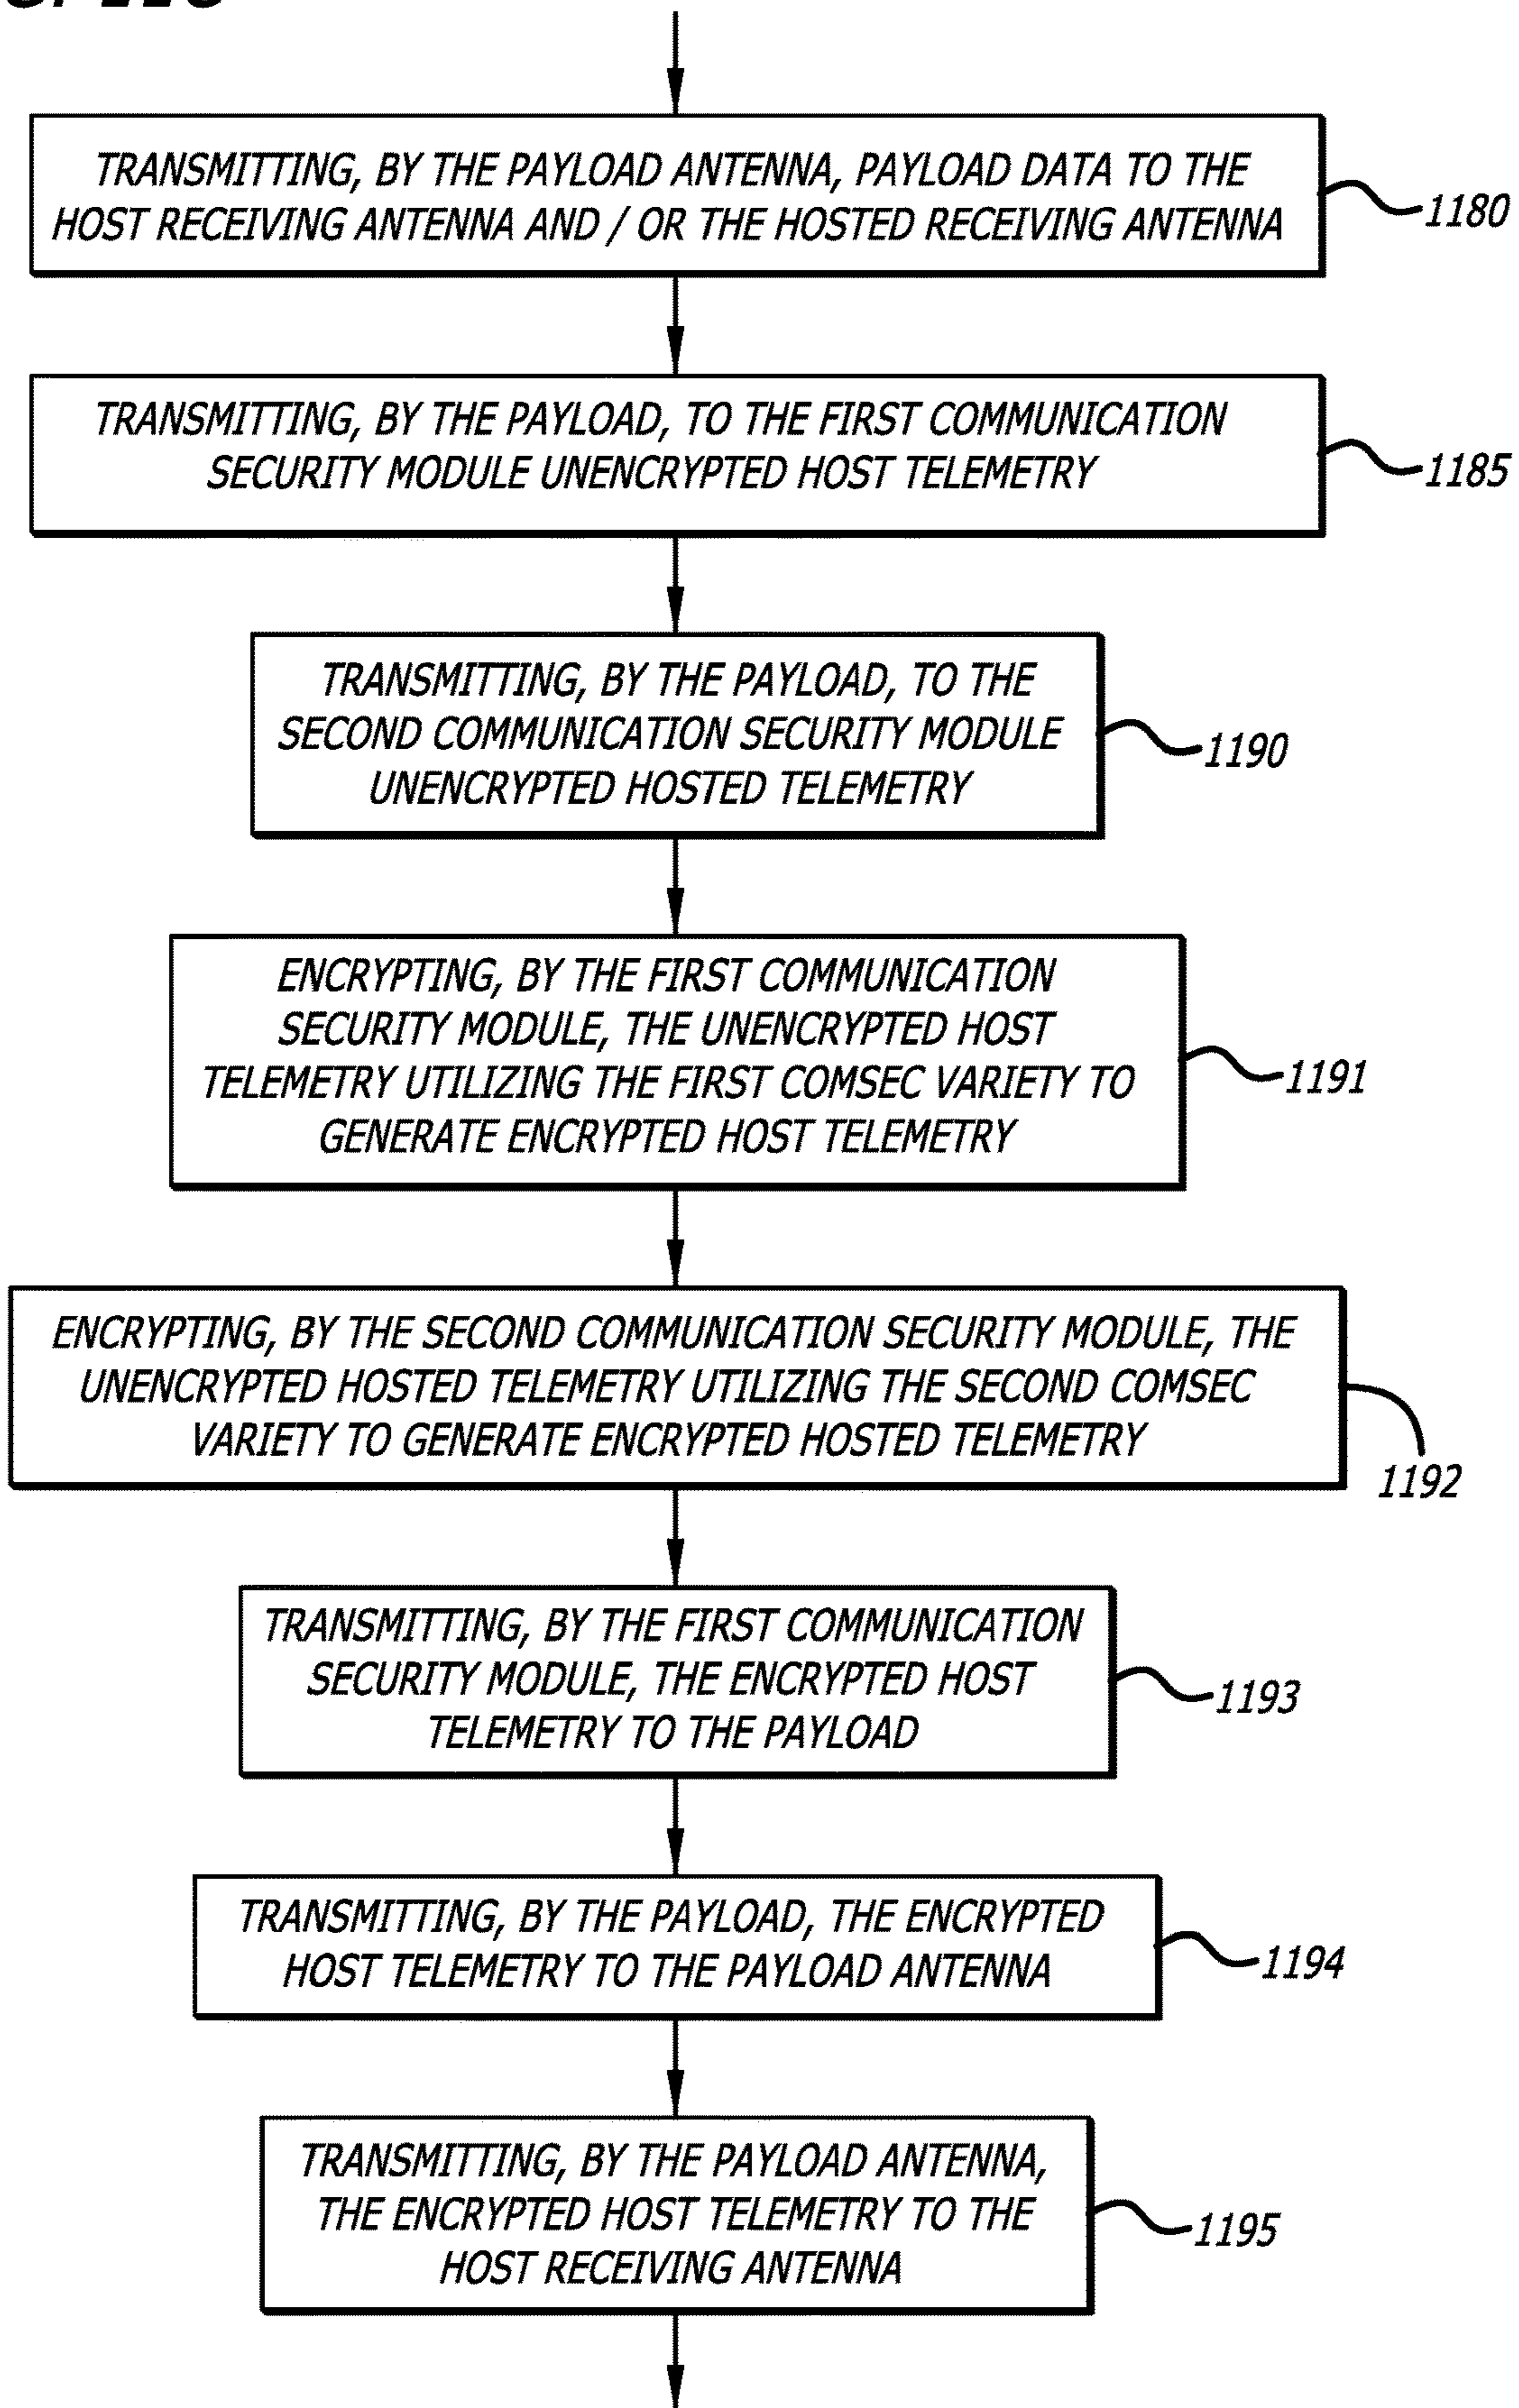 TRANSMITTING, BY THE PAYLOAD ANTENNA, PAYLOAD DATA TO THE
HOST RECEIVING ANTENNA AND / OR THE HOSTED RECEIVING ANTENNA
1180
TRANSMITTING, BY THE PAYLOAD, TO THE FIRST COMMUNICATION
SECURITY MODULE UNENCRYPTED HOST TELEMETRY
1185
TRANSMITTING, BY THE PAYLOAD, TO THE
SECOND COMMUNICATION SECURITY MODULE
UNENCRYPTED HOSTED TELEMETRY
1190
ENCRYPTING, BY THE FIRST COMMUNICATION
SECURITY MODULE, THE UNENCRYPTED HOST
TELEMETRY UTILIZING THE FIRST COMSEC VARIETY TO
GENERATE ENCRYPTED HOST TELEMETRY
1191
ENCRYPTING, BY THE SECOND COMMUNICATION SECURITY MODULE, THE
UNENCRYPTED HOSTED TELEMETRY UTILIZING THE SECOND COMSEC
VARIETY TO GENERATE ENCRYPTED HOSTED TELEMETRY
1192
TRANSMITTING, BY THE FIRST COMMUNICATION
SECURITY MODULE, THE ENCRYPTED HOST
TELEMETRY TO THE PAYLOAD
1193
TRANSMITTING, BY THE PAYLOAD, THE ENCRYPTED
HOST TELEMETRY TO THE PAYLOAD ANTENNA
1194
TRANSMITTING, BY THE PAYLOAD ANTENNA,
THE ENCRYPTED HOST TELEMETRY TO THE
HOST RECEIVING ANTENNA
1195